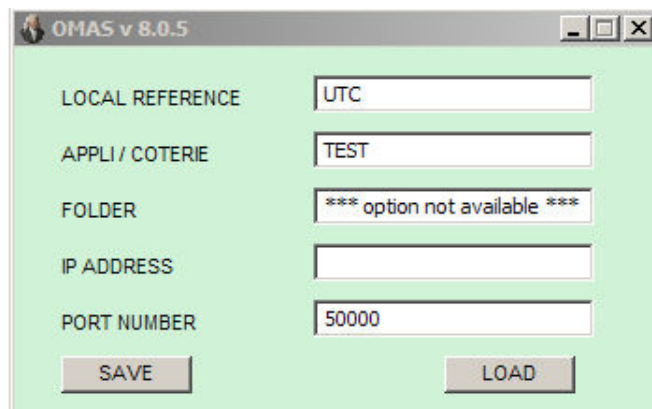 OMAS v 8.0.5
LOCAL REFERENCE UTC
APPLI / COTERIE TEST
FOLDER *** option not available ***
IP ADDRESS
PORT NUMBER 50000
SAVE LOAD